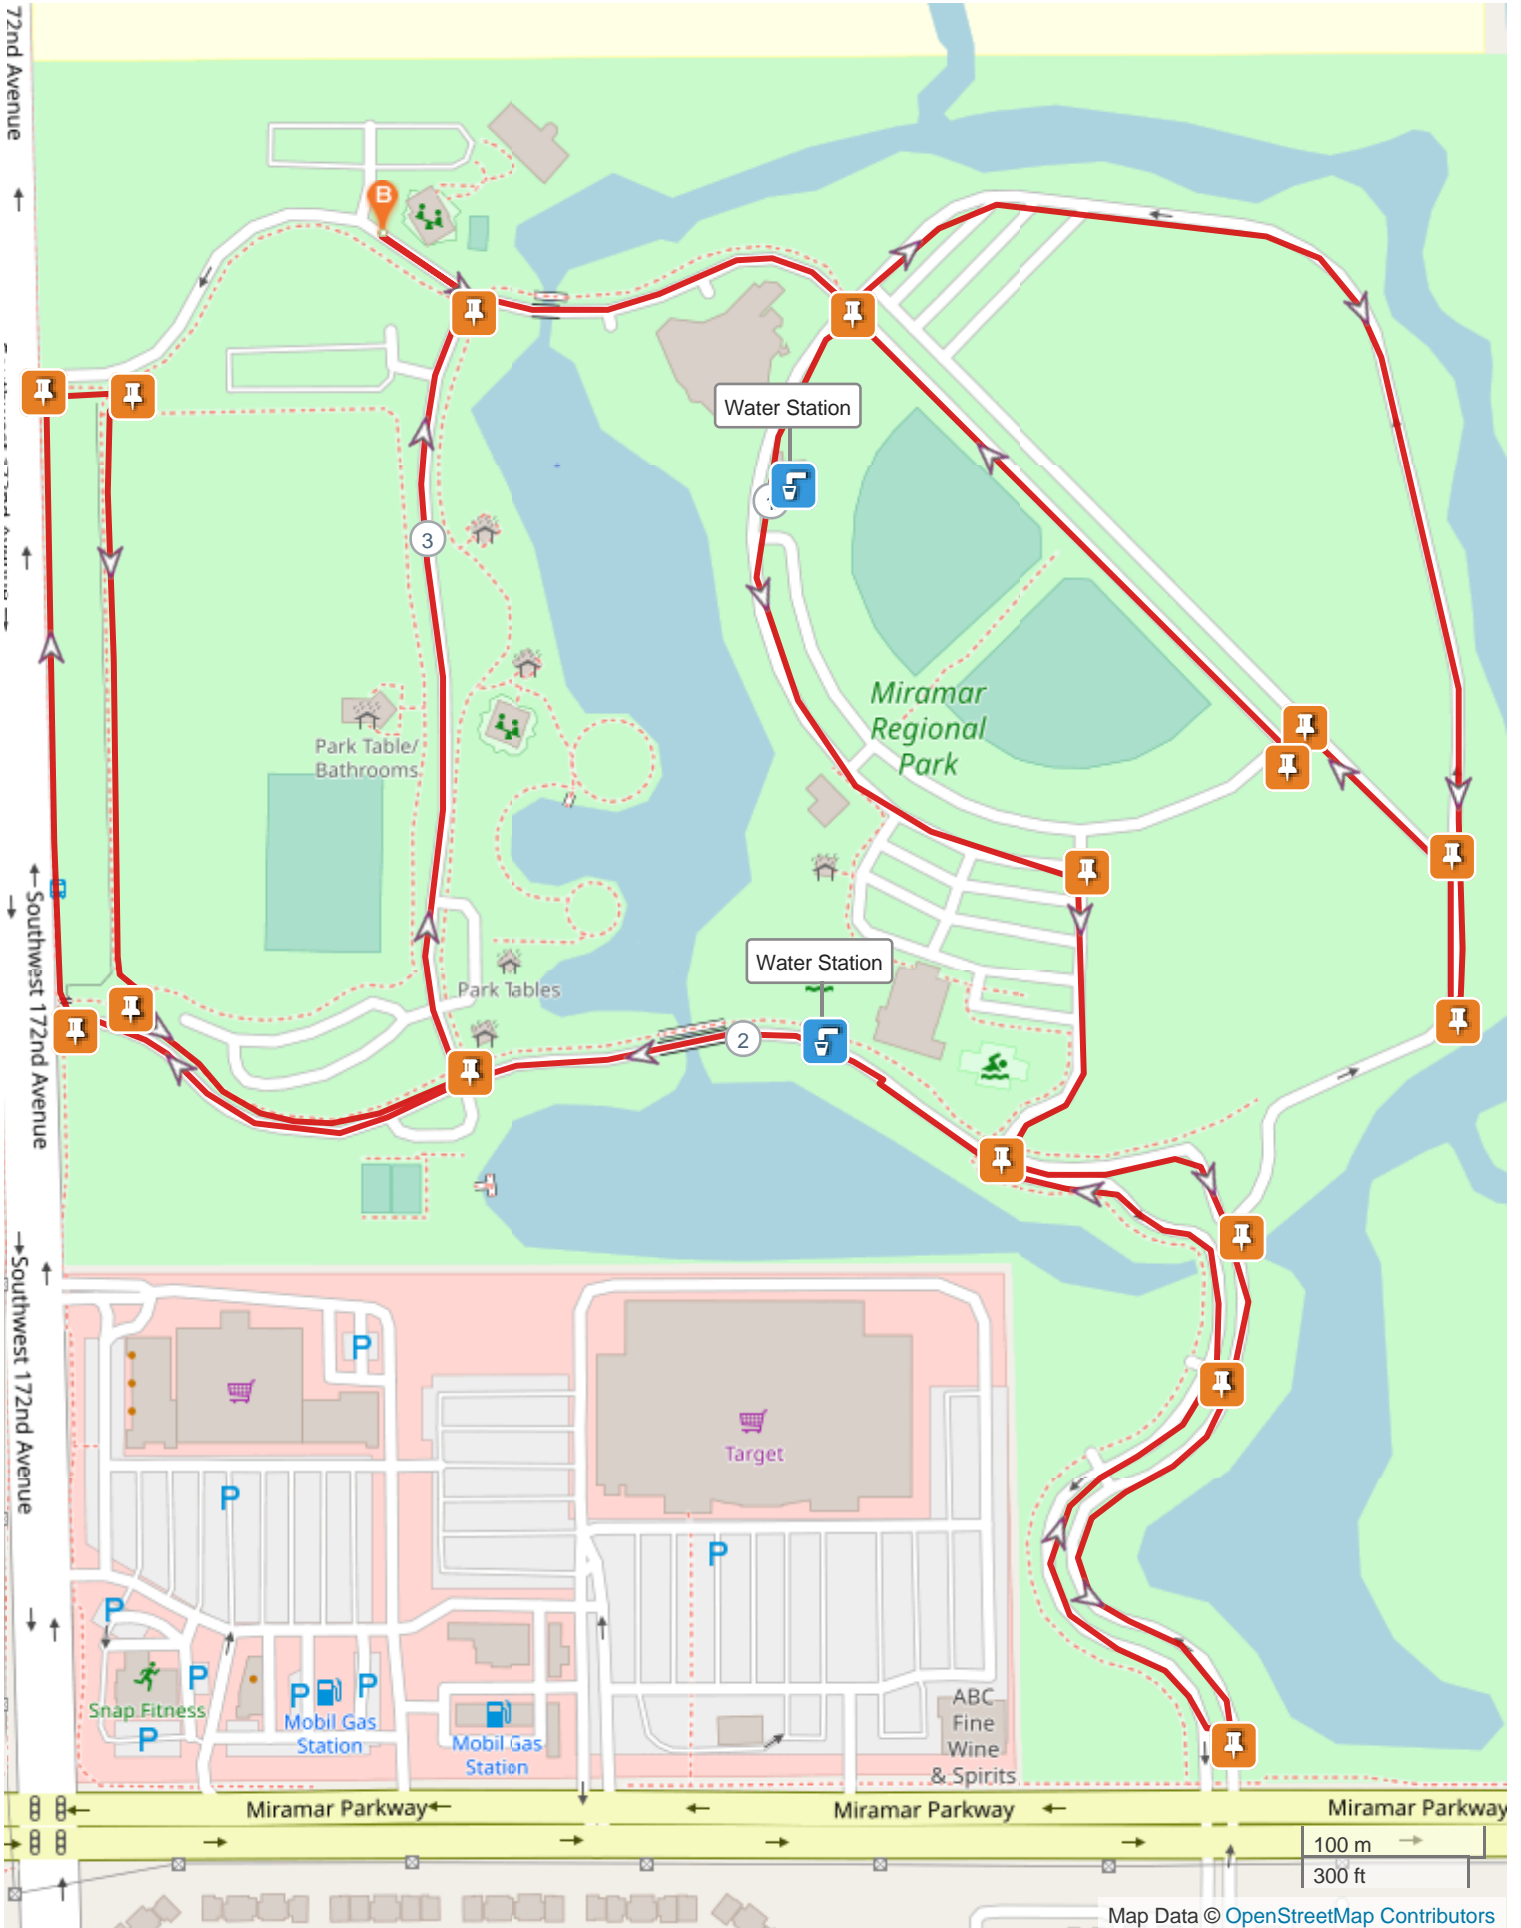 72nd Avenue
B
Water Station
3
Miramar
Regional
Park
Park Table/
Bathrooms
Southwest 172nd Avenue
Water Station
Park Tables
2
Southwest 172nd Avenue
P
Target
P
P
P
P
P
P
Snap Fitness
P
Mobil Gas
Station
Mobil Gas
Station
ABC
Fine
Wine
& Spirits
Miramar Parkway
Miramar Parkway
Miramar Parkway
100 m
300 ft
Map Data © OpenStreetMap Contributors